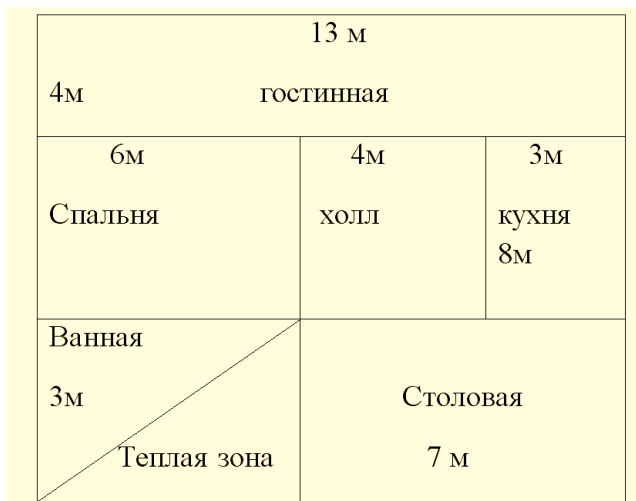 13 м
4м гостинная
6м 4м 3м
Спальня холл кухня
8м
Ванная
3м Столовая
Теплая зона 7 м